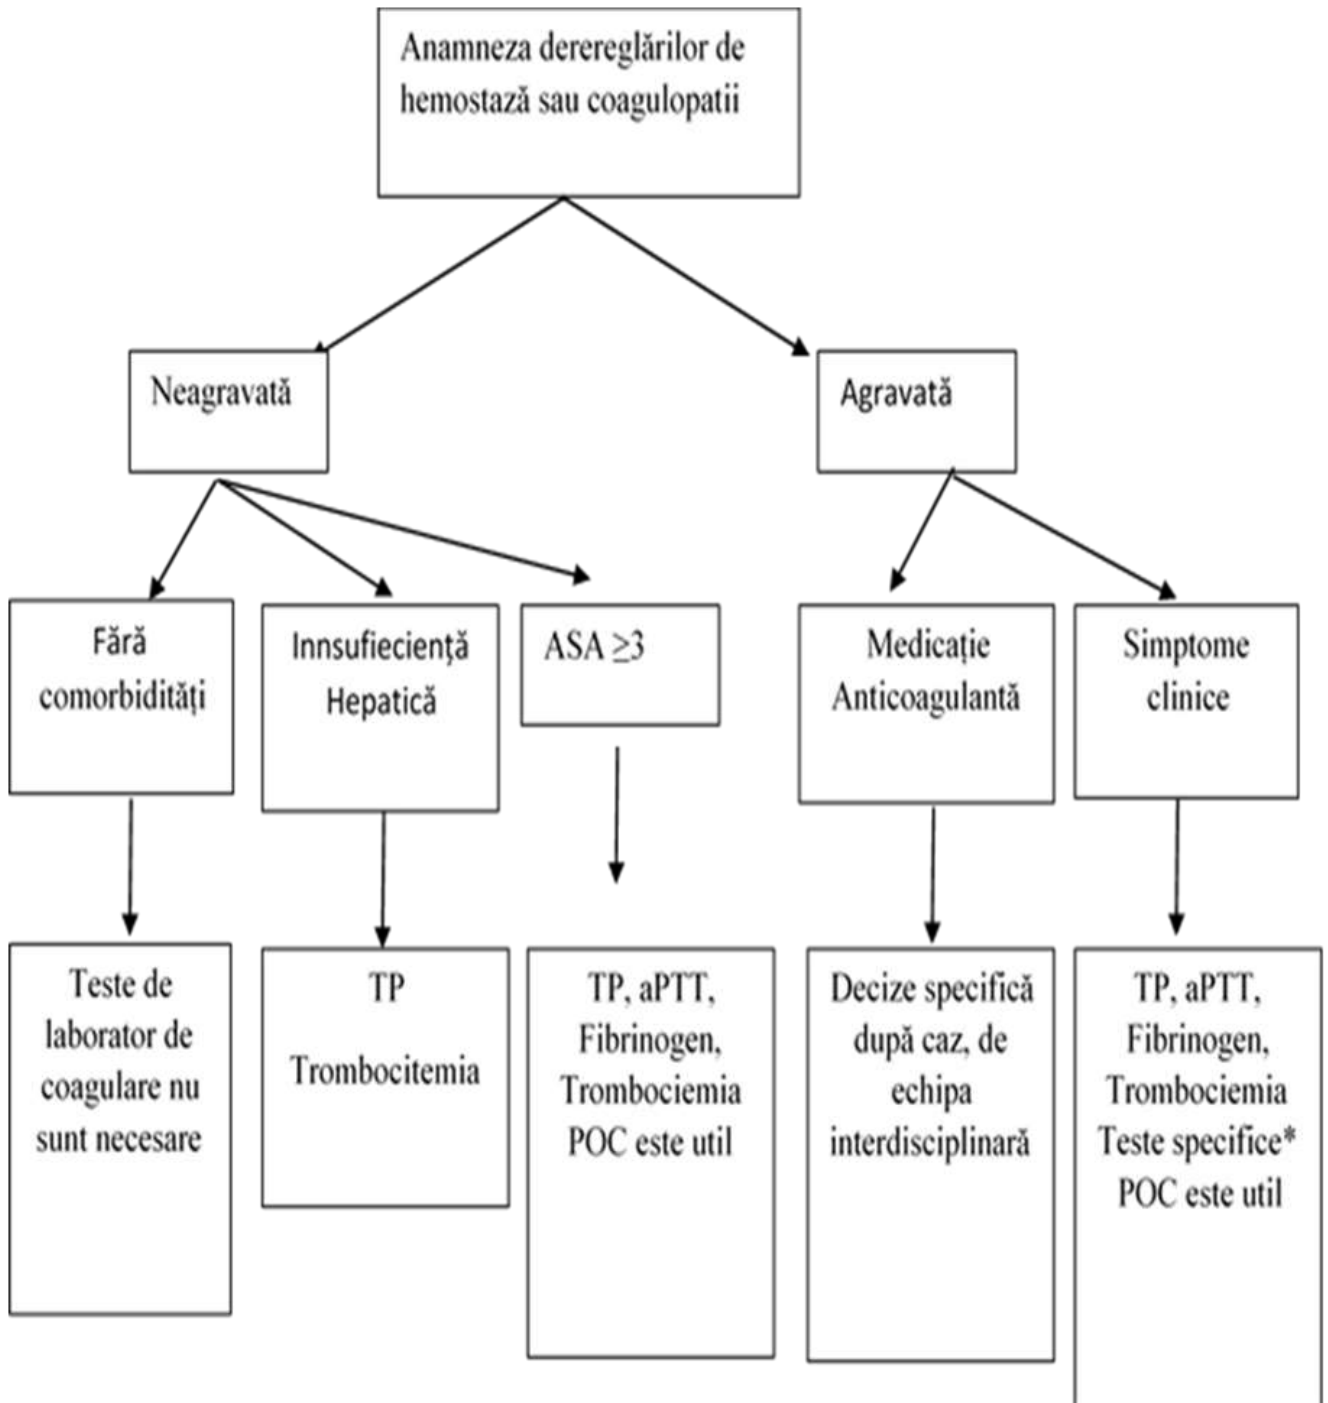 Anamneza derereglărilor de
hemostază sau coagulopatii
Neagravată
Agravată
Fără
comorbidități
Innsufieciență
Hepatică
ASA ≥3
Medicație
Anticoagulantă
Simptome
clinice
Teste de
laborator de
coagulare nu
sunt necesare
TP
Trombocitemia
TP, aPTT,
Fibrinogen,
Trombociemia
POC este util
Decize specifică
după caz, de
echipa
interdisciplinară
TP, aPTT,
Fibrinogen,
Trombociemia
Teste specifice*
POC este util